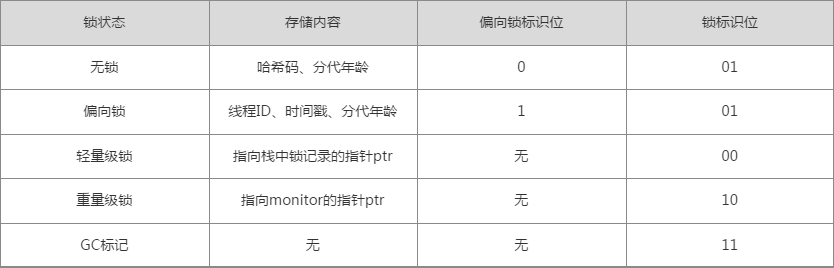 锁状态 存储内容 偏向锁标识位 锁标识位
无锁 哈希码、分代年龄 0 01
偏向锁 线程ID、时间戳、分代年龄 1 01
轻量级锁 指向栈中锁记录的指针ptr 无 00
重量级锁 指向monitor的指针ptr 无 10
GC标记 无 无 11